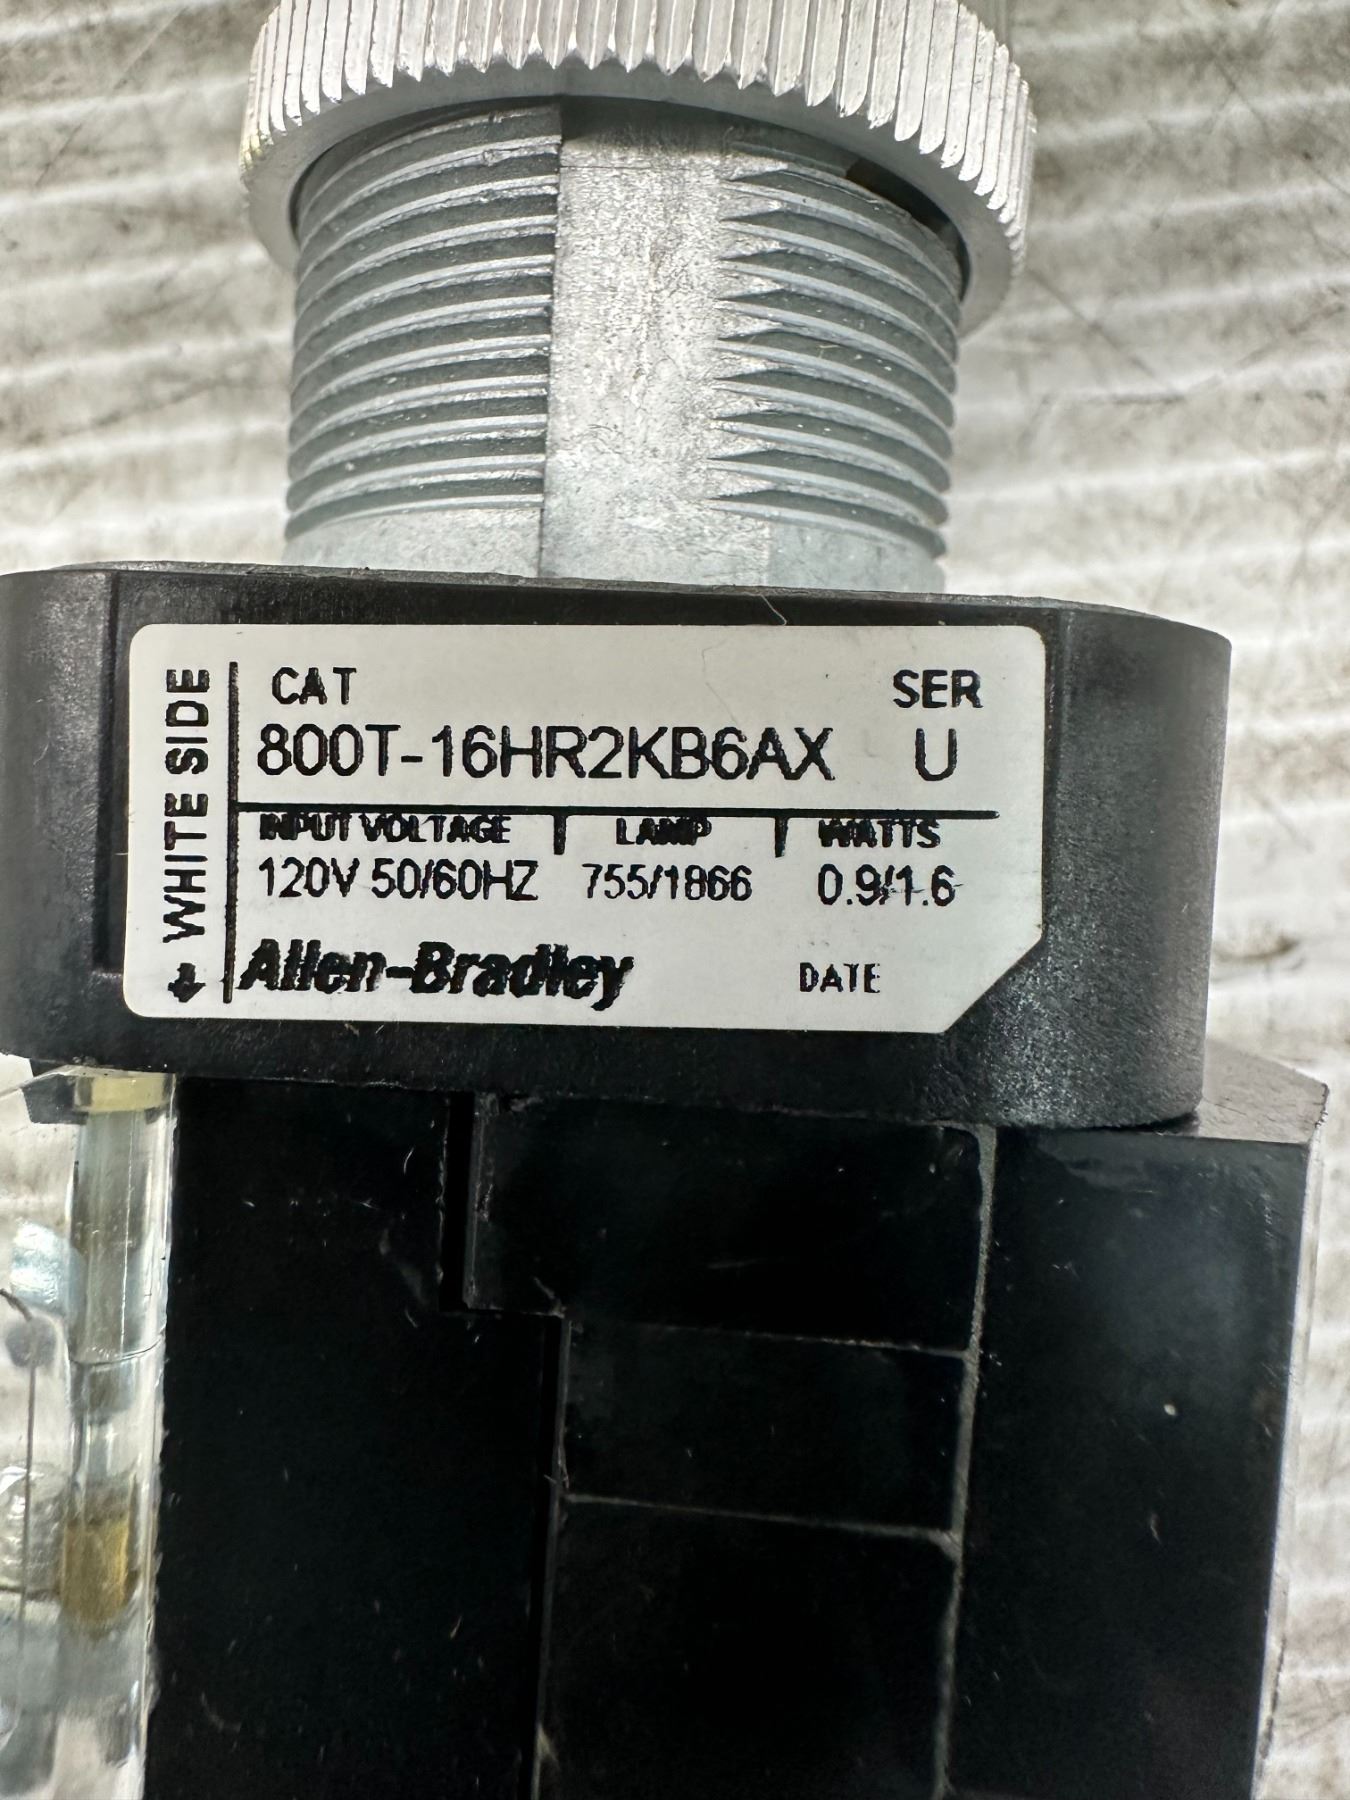 ← WHITE SIDE
CAT SER
800T-16HR2KB6AX U
INPUT VOLTAGE LAMP WATTS
120V 50/60HZ 755/1866 0.9/1.6
Allen-Bradley DATE